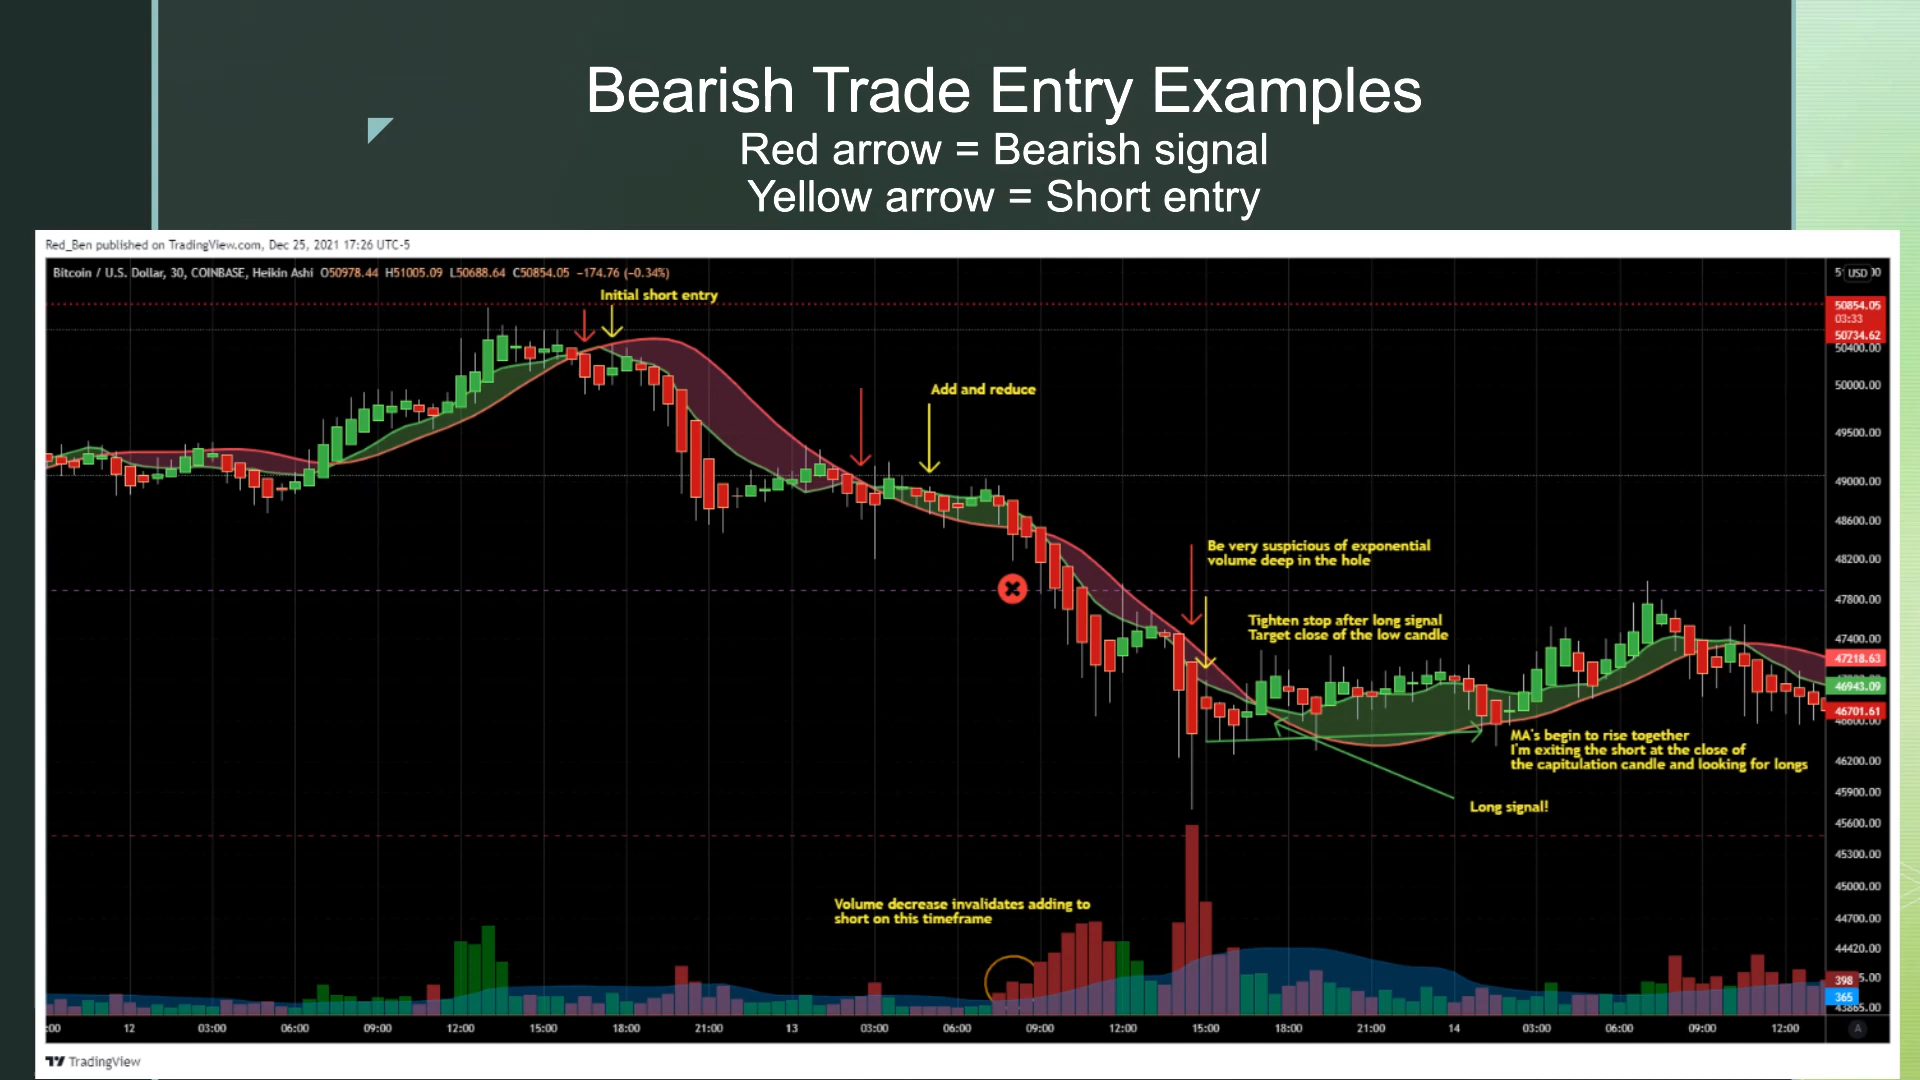 Bearish Trade Entry Examples
Red arrow = Bearish signal
Yellow arrow = Short entry
Red_Ben published on TradingView.com, Dec 25, 2021 17:26 UTC-5
Bitcoin / U.S. Dollar, 30, COINBASE, Heikin Ashi O50978.44 H51005.09 L50688.64 C50854.05 −174.76 (−0.34%)
USD
Initial short entry
50854.05
03:33
50734.62
50400.00
50000.00
Add and reduce
49500.00
49000.00
48600.00
Be very suspicious of exponential
volume deep in the hole
48200.00
47800.00
Tighten stop after long signal
Target close of the low candle
47400.00
47218.63
46943.09
46701.61
MA's begin to rise together
I'm exiting the short at the close of
the capitulation candle and looking for longs
46200.00
45900.00
Long signal!
45600.00
45300.00
45000.00
Volume decrease invalidates adding to
short on this timeframe
44700.00
44420.00
398
365
:00 12 03:00 06:00 09:00 12:00 15:00 18:00 21:00 13 03:00 06:00 09:00 12:00 15:00 18:00 21:00 14 03:00 06:00 09:00 12:00
A
TradingView